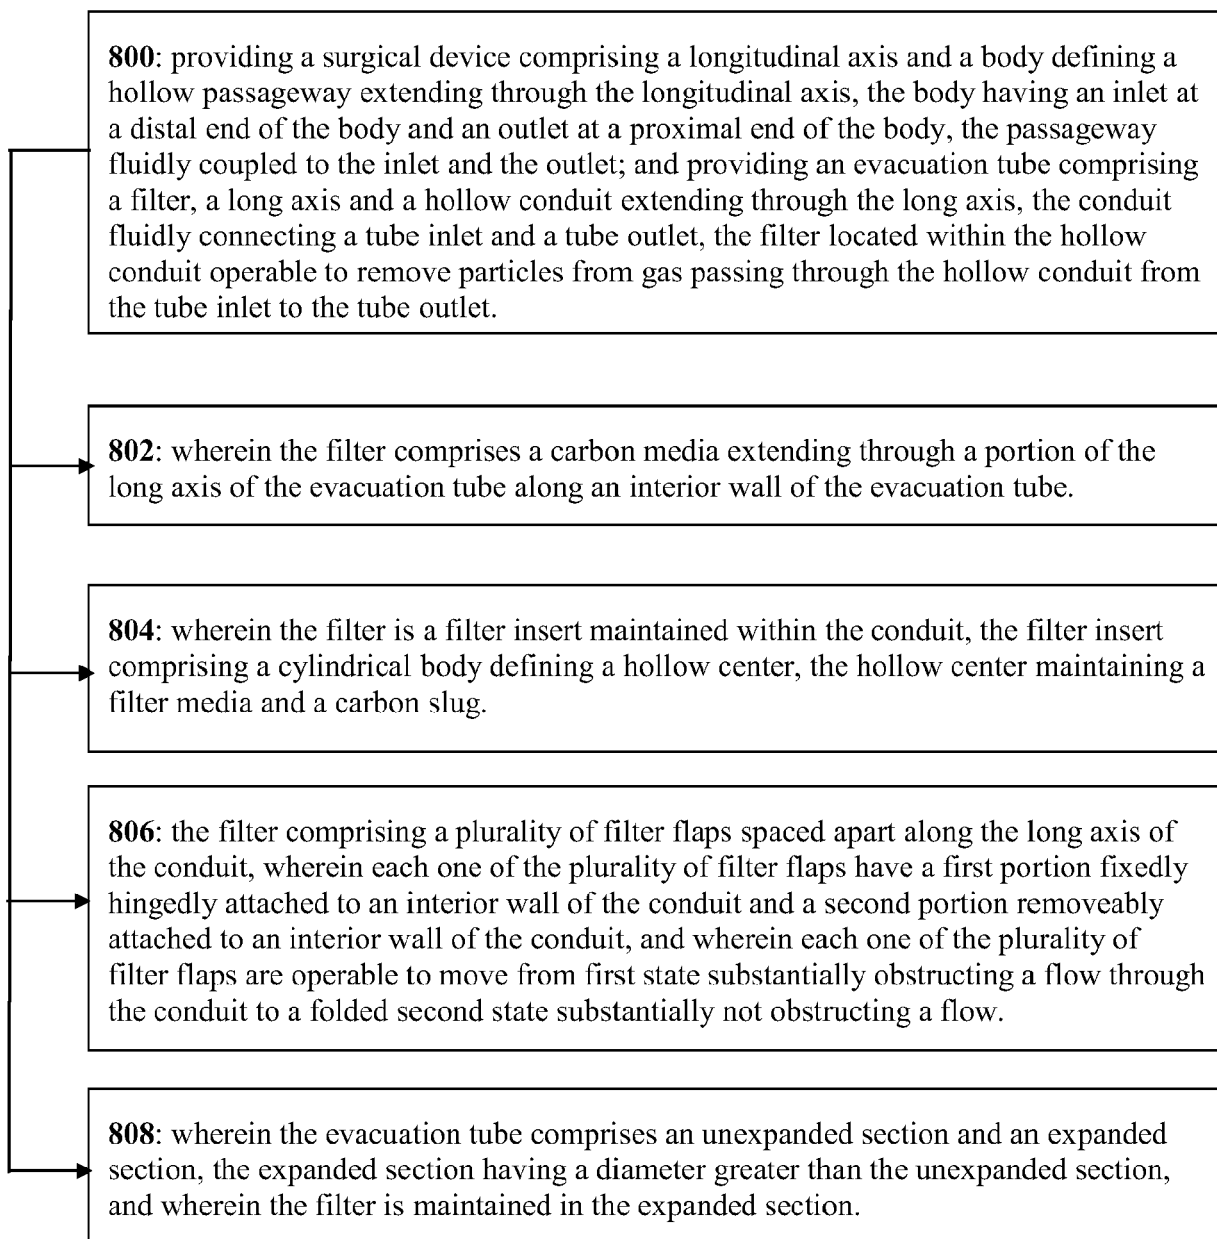 800: providing a surgical device comprising a longitudinal axis and a body defining a
hollow passageway extending through the longitudinal axis, the body having an inlet at
a distal end of the body and an outlet at a proximal end of the body, the passageway
fluidly coupled to the inlet and the outlet; and providing an evacuation tube comprising
a filter, a long axis and a hollow conduit extending through the long axis, the conduit
fluidly connecting a tube inlet and a tube outlet, the filter located within the hollow
conduit operable to remove particles from gas passing through the hollow conduit from
the tube inlet to the tube outlet.
802: wherein the filter comprises a carbon media extending through a portion of the
long axis of the evacuation tube along an interior wall of the evacuation tube.
804: wherein the filter is a filter insert maintained within the conduit, the filter insert
comprising a cylindrical body defining a hollow center, the hollow center maintaining a
filter media and a carbon slug.
806: the filter comprising a plurality of filter flaps spaced apart along the long axis of
the conduit, wherein each one of the plurality of filter flaps have a first portion fixedly
hingedly attached to an interior wall of the conduit and a second portion removeably
attached to an interior wall of the conduit, and wherein each one of the plurality of
filter flaps are operable to move from first state substantially obstructing a flow through
the conduit to a folded second state substantially not obstructing a flow.
808: wherein the evacuation tube comprises an unexpanded section and an expanded
section, the expanded section having a diameter greater than the unexpanded section,
and wherein the filter is maintained in the expanded section.